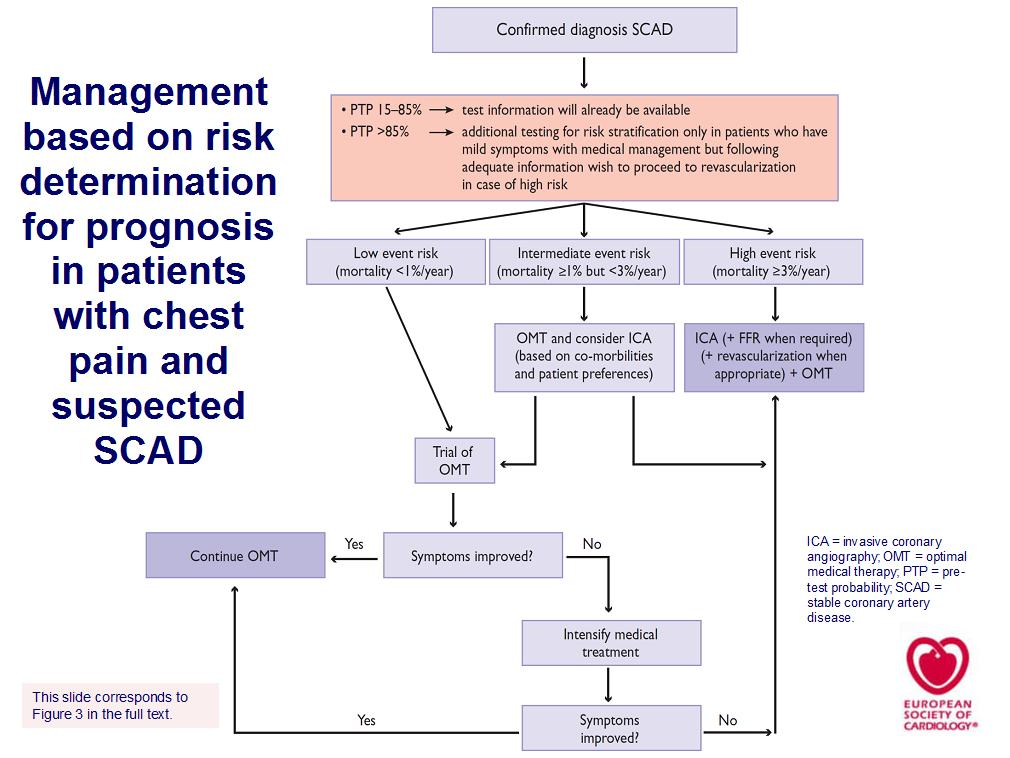 Management
based on risk
determination
for prognosis
in patients
with chest
pain and
suspected
SCAD
Confirmed diagnosis SCAD
• PTP 15–85% → test information will already be available
• PTP >85% → additional testing for risk stratification only in patients who have
mild symptoms with medical management but following
adequate information wish to proceed to revascularization
in case of high risk
Low event risk
(mortality <1%/year)
Intermediate event risk
(mortality ≥1% but <3%/year)
High event risk
(mortality ≥3%/year)
OMT and consider ICA
(based on co-morbilities
and patient preferences)
ICA (+ FFR when required)
(+ revascularization when
appropriate) + OMT
Trial of
OMT
Continue OMT
Yes
Symptoms improved?
No
Intensify medical
treatment
Symptoms
improved?
Yes
No
ICA = invasive coronary
angiography; OMT = optimal
medical therapy; PTP = pre-
test probability; SCAD =
stable coronary artery
disease.
This slide corresponds to
Figure 3 in the full text.
EUROPEAN
SOCIETY OF
CARDIOLOGY®